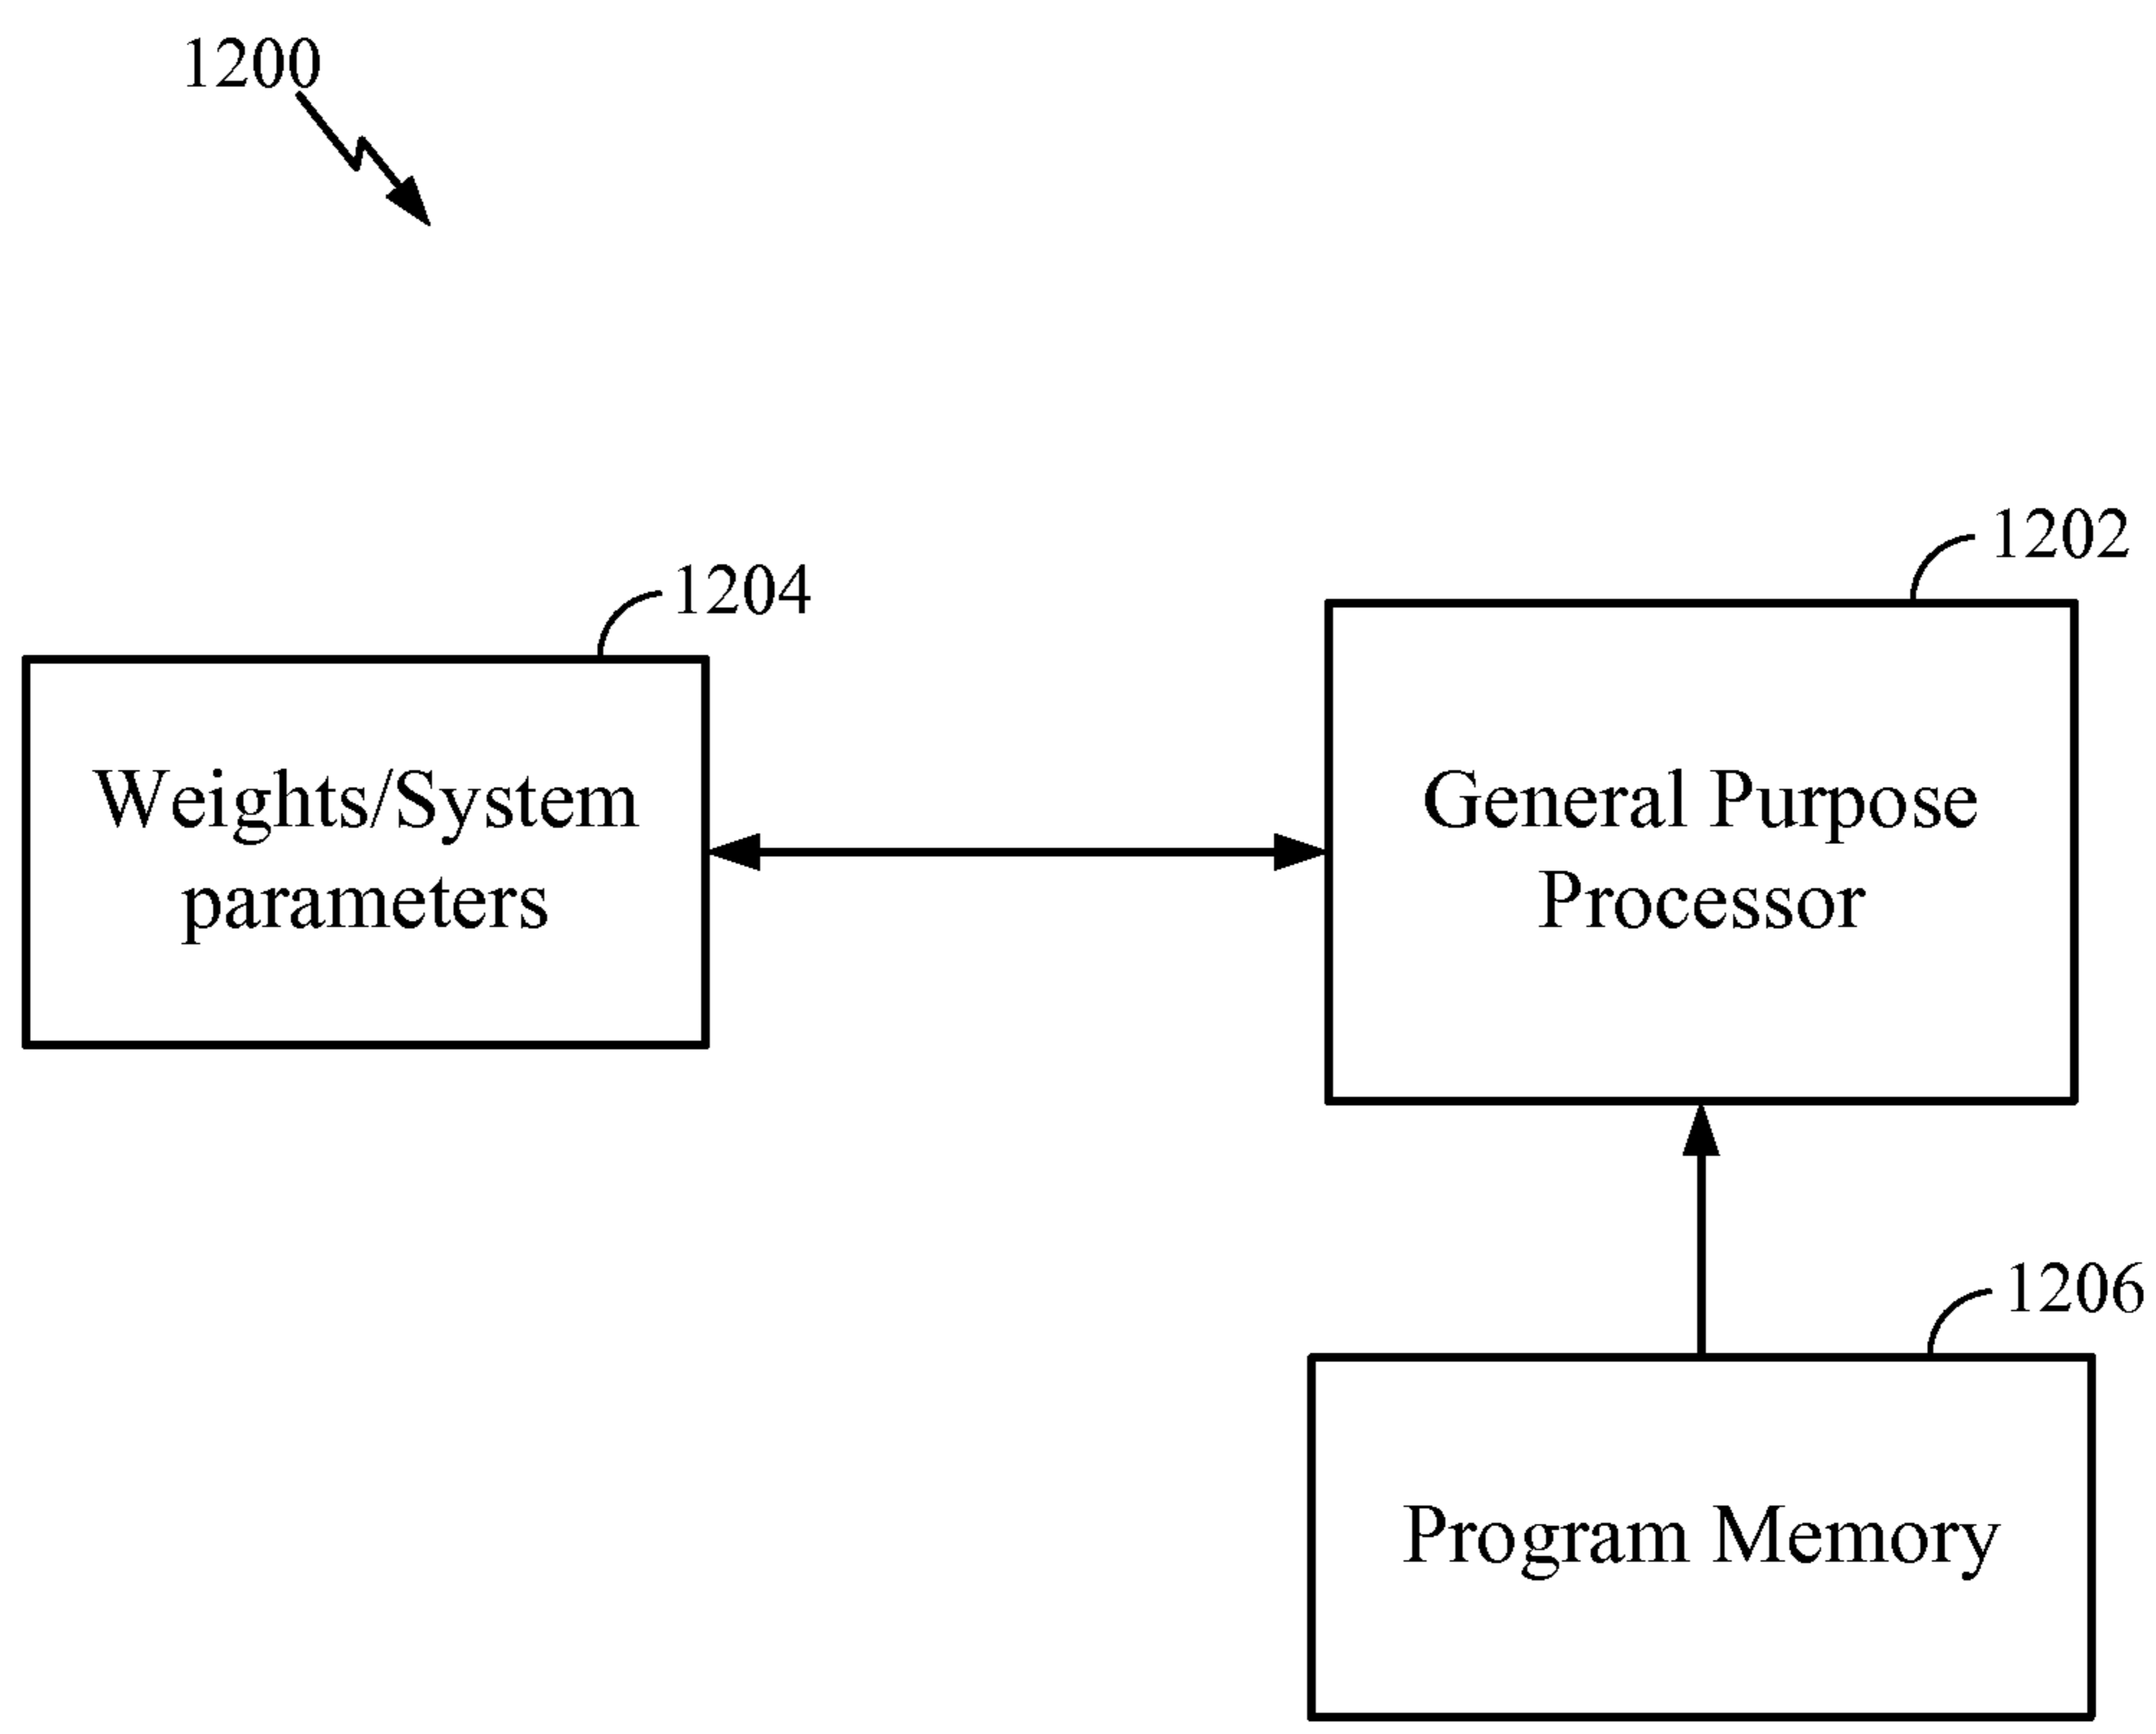 1200
1202
1204
Weights/System
parameters
General Purpose
Processor
1206
Program Memory